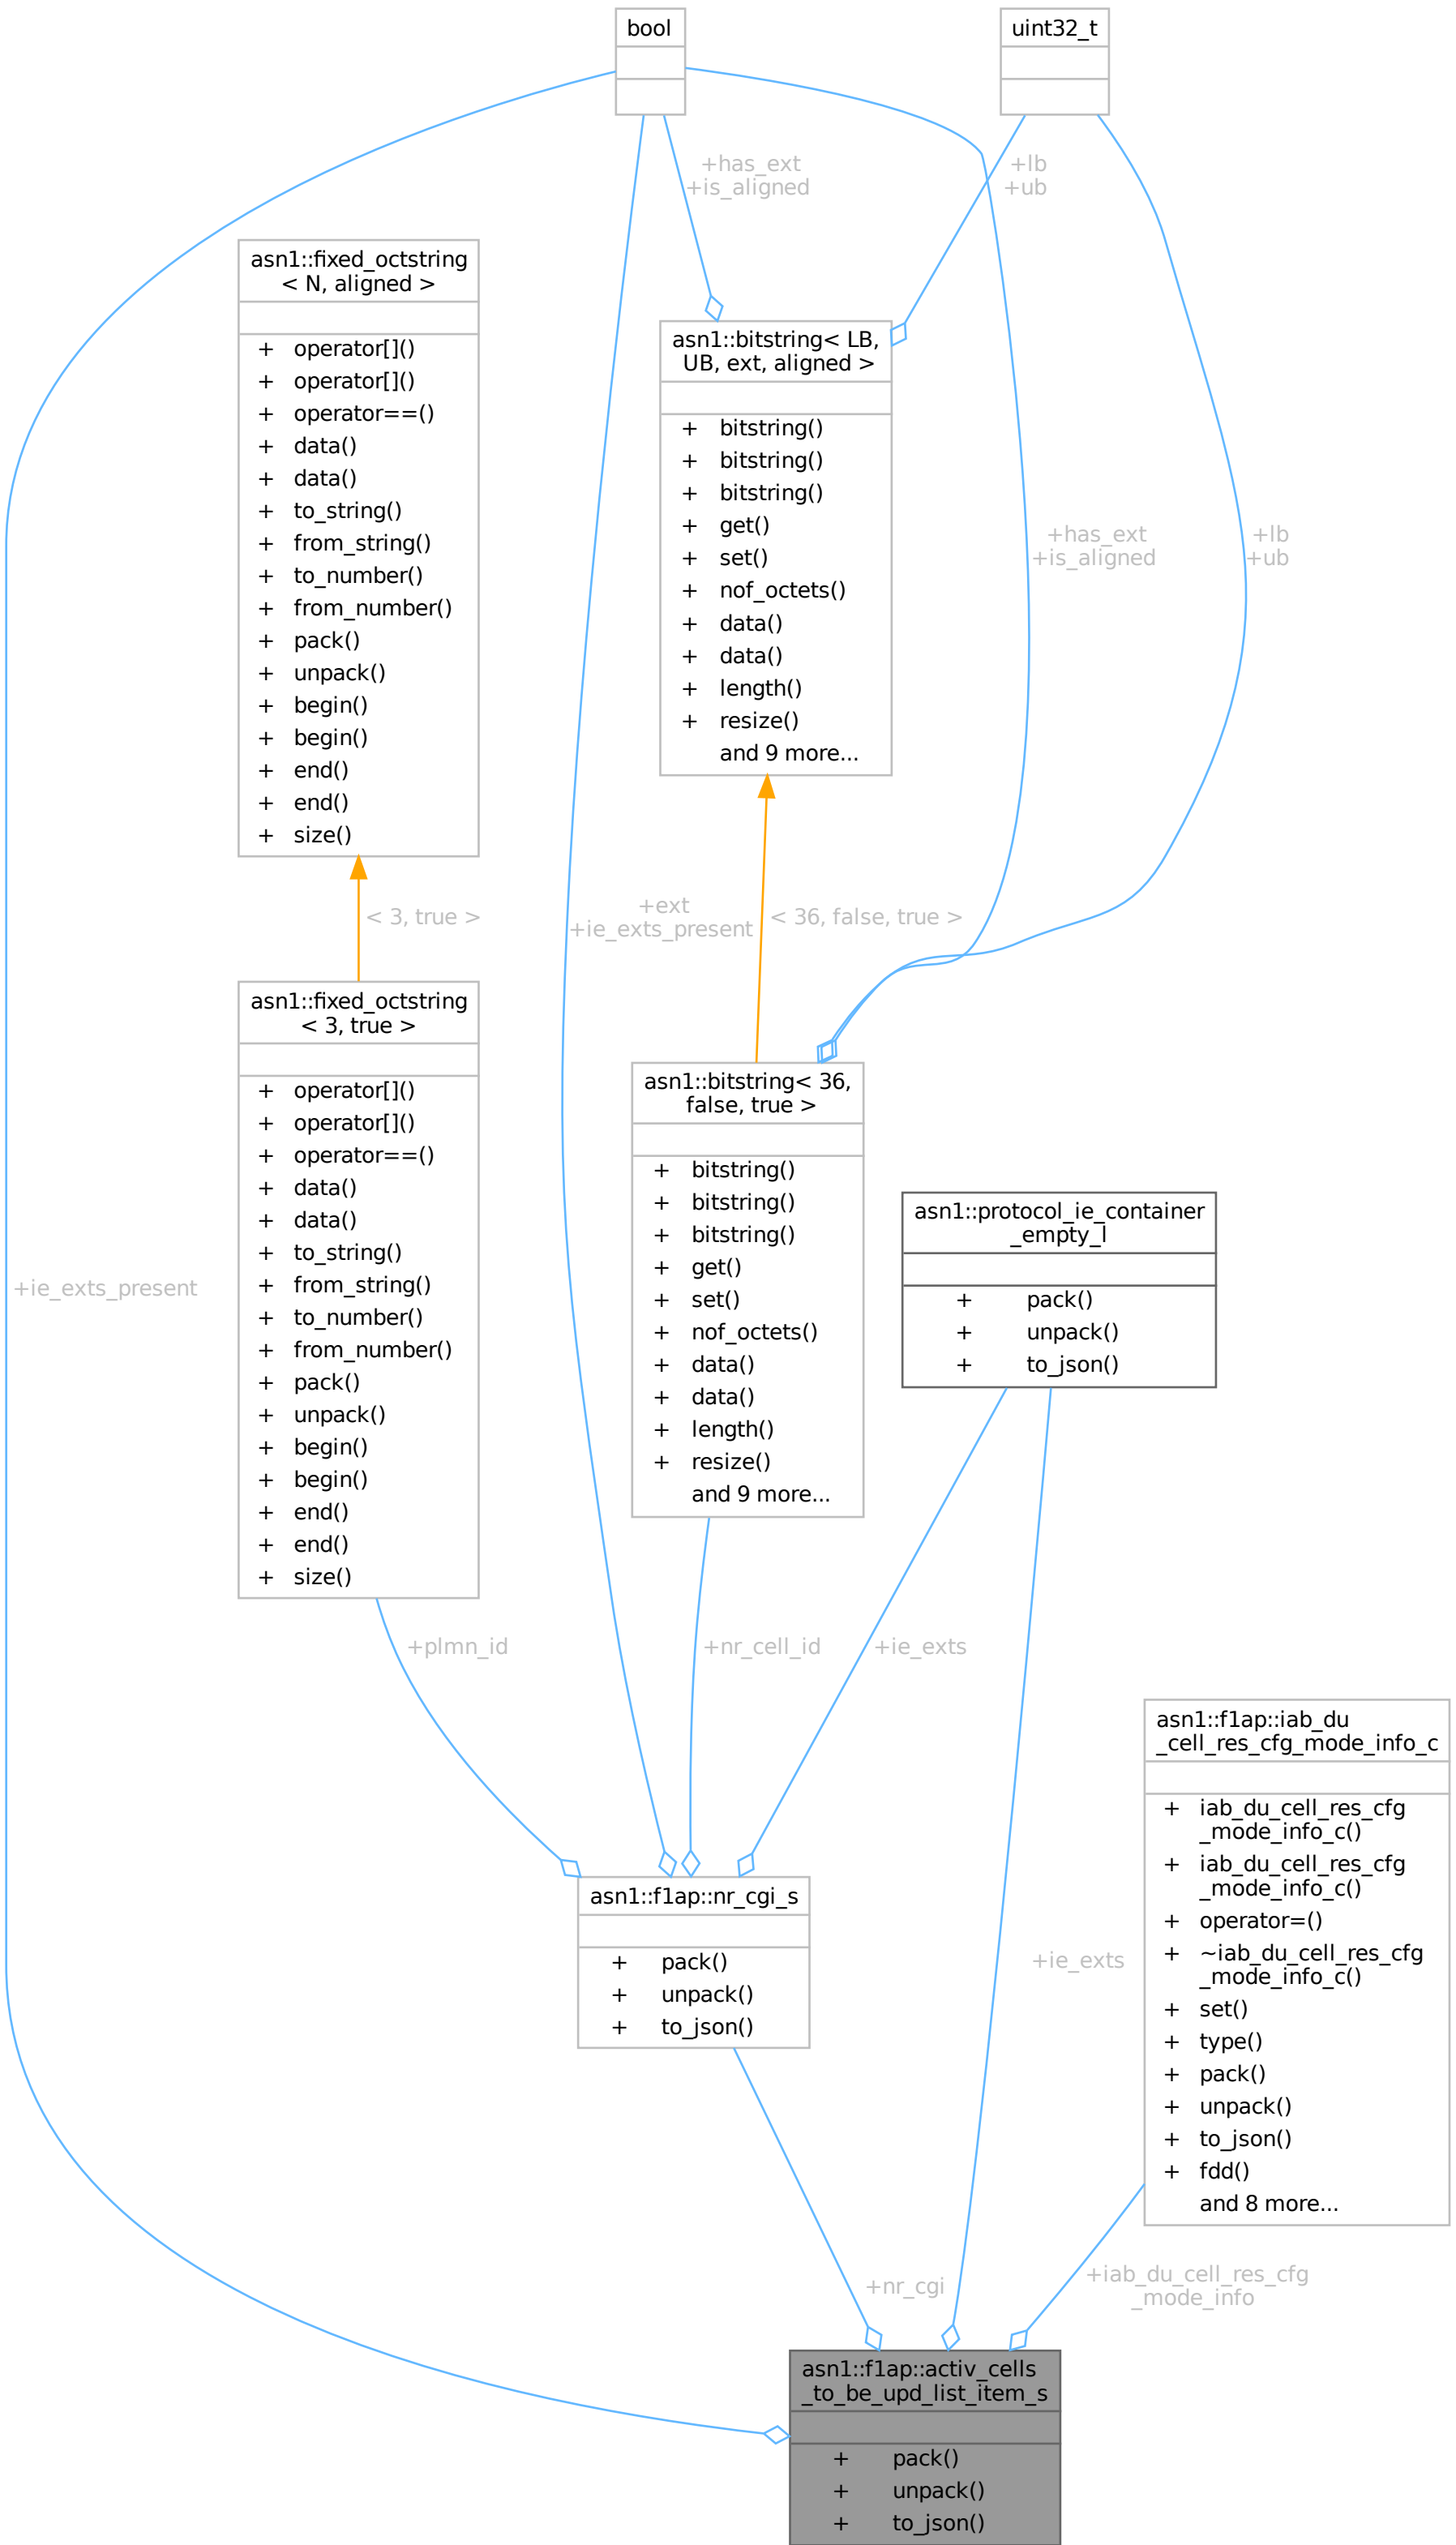 bool
uint32_t
+has_ext
+is_aligned
+lb
+ub
asn1::fixed_octstring
< N, aligned >
+ operator[]()
+ operator[]()
+ operator==()
+ data()
+ data()
+ to_string()
+ from_string()
+ to_number()
+ from_number()
+ pack()
+ unpack()
+ begin()
+ begin()
+ end()
+ end()
+ size()
asn1::bitstring< LB,
UB, ext, aligned >
+ bitstring()
+ bitstring()
+ bitstring()
+ get()
+ set()
+ nof_octets()
+ data()
+ data()
+ length()
+ resize()
and 9 more...
+has_ext
+is_aligned
+lb
+ub
< 3, true >
+ext
+ie_exts_present
< 36, false, true >
asn1::fixed_octstring
< 3, true >
+ operator[]()
+ operator[]()
+ operator==()
+ data()
+ data()
+ to_string()
+ from_string()
+ to_number()
+ from_number()
+ pack()
+ unpack()
+ begin()
+ begin()
+ end()
+ end()
+ size()
asn1::bitstring< 36,
false, true >
+ bitstring()
+ bitstring()
+ bitstring()
+ get()
+ set()
+ nof_octets()
+ data()
+ data()
+ length()
+ resize()
and 9 more...
asn1::protocol_ie_container
_empty_l
+ pack()
+ unpack()
+ to_json()
+ie_exts_present
+plmn_id
+nr_cell_id
+ie_exts
asn1::f1ap::iab_du
_cell_res_cfg_mode_info_c
+ iab_du_cell_res_cfg
_mode_info_c()
+ iab_du_cell_res_cfg
_mode_info_c()
+ operator=()
+ ~iab_du_cell_res_cfg
_mode_info_c()
+ set()
+ type()
+ pack()
+ unpack()
+ to_json()
+ fdd()
and 8 more...
asn1::f1ap::nr_cgi_s
+ pack()
+ unpack()
+ to_json()
+ie_exts
+nr_cgi
+iab_du_cell_res_cfg
_mode_info
asn1::f1ap::activ_cells
_to_be_upd_list_item_s
+ pack()
+ unpack()
+ to_json()